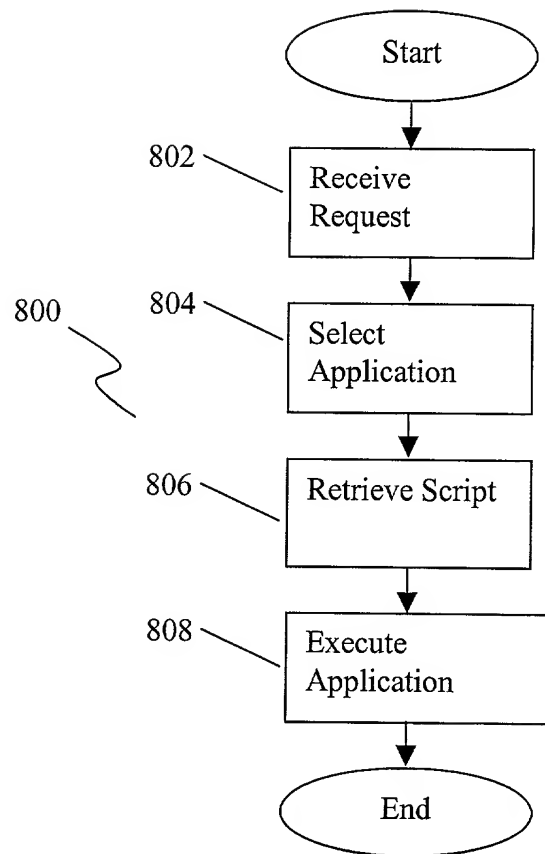 Start
802
Receive
Request
804
800
Select
Application
806
Retrieve Script
808
Execute
Application
End